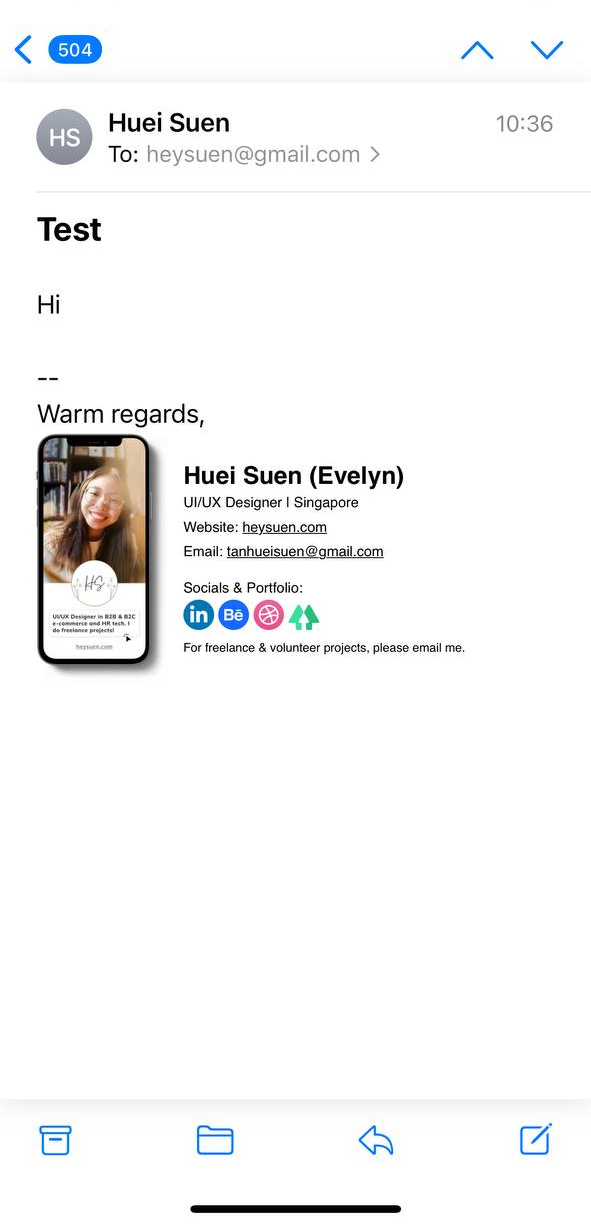 504
HS
Huei Suen
10:36
To: heysuen@gmail.com
Test
Hi
--
Warm regards,
HS
UI/UX Designer in B2B & B2C
e-commerce and HR tech. I
do freelance projects!
heysuen.com
Huei Suen (Evelyn)
UI/UX Designer | Singapore
Website: heysuen.com
Email: tanhueisuen@gmail.com
Socials & Portfolio:
in Bē
For freelance & volunteer projects, please email me.